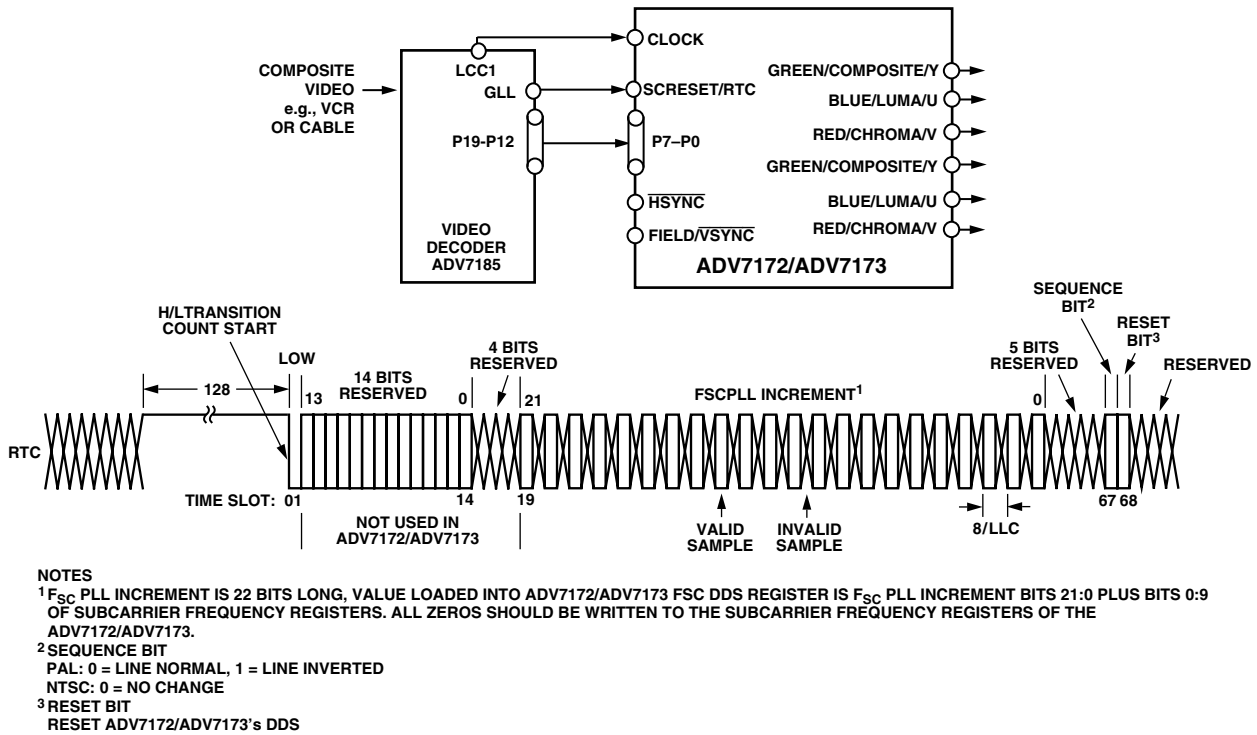 COMPOSITE
VIDEO
e.g., VCR
OR CABLE
LCC1
GLL
P19-P12
VIDEO
DECODER
ADV7185
CLOCK
SCRESET/RTC
P7–P0
HSYNC
FIELD/VSYNC
GREEN/COMPOSITE/Y
BLUE/LUMA/U
RED/CHROMA/V
GREEN/COMPOSITE/Y
BLUE/LUMA/U
RED/CHROMA/V
ADV7172/ADV7173
H/LTRANSITION
COUNT START
LOW
128
13
14 BITS
RESERVED
0
4 BITS
RESERVED
21
FSCPLL INCREMENT1
0
5 BITS
RESERVED
SEQUENCE
BIT2
RESET
BIT3
RESERVED
RTC
TIME SLOT: 01
14
19
67 68
NOT USED IN
ADV7172/ADV7173
VALID
SAMPLE
INVALID
SAMPLE
8/LLC
NOTES
1 FSC PLL INCREMENT IS 22 BITS LONG, VALUE LOADED INTO ADV7172/ADV7173 FSC DDS REGISTER IS FSC PLL INCREMENT BITS 21:0 PLUS BITS 0:9
OF SUBCARRIER FREQUENCY REGISTERS. ALL ZEROS SHOULD BE WRITTEN TO THE SUBCARRIER FREQUENCY REGISTERS OF THE
ADV7172/ADV7173.
2 SEQUENCE BIT
PAL: 0 = LINE NORMAL, 1 = LINE INVERTED
NTSC: 0 = NO CHANGE
3 RESET BIT
RESET ADV7172/ADV7173's DDS